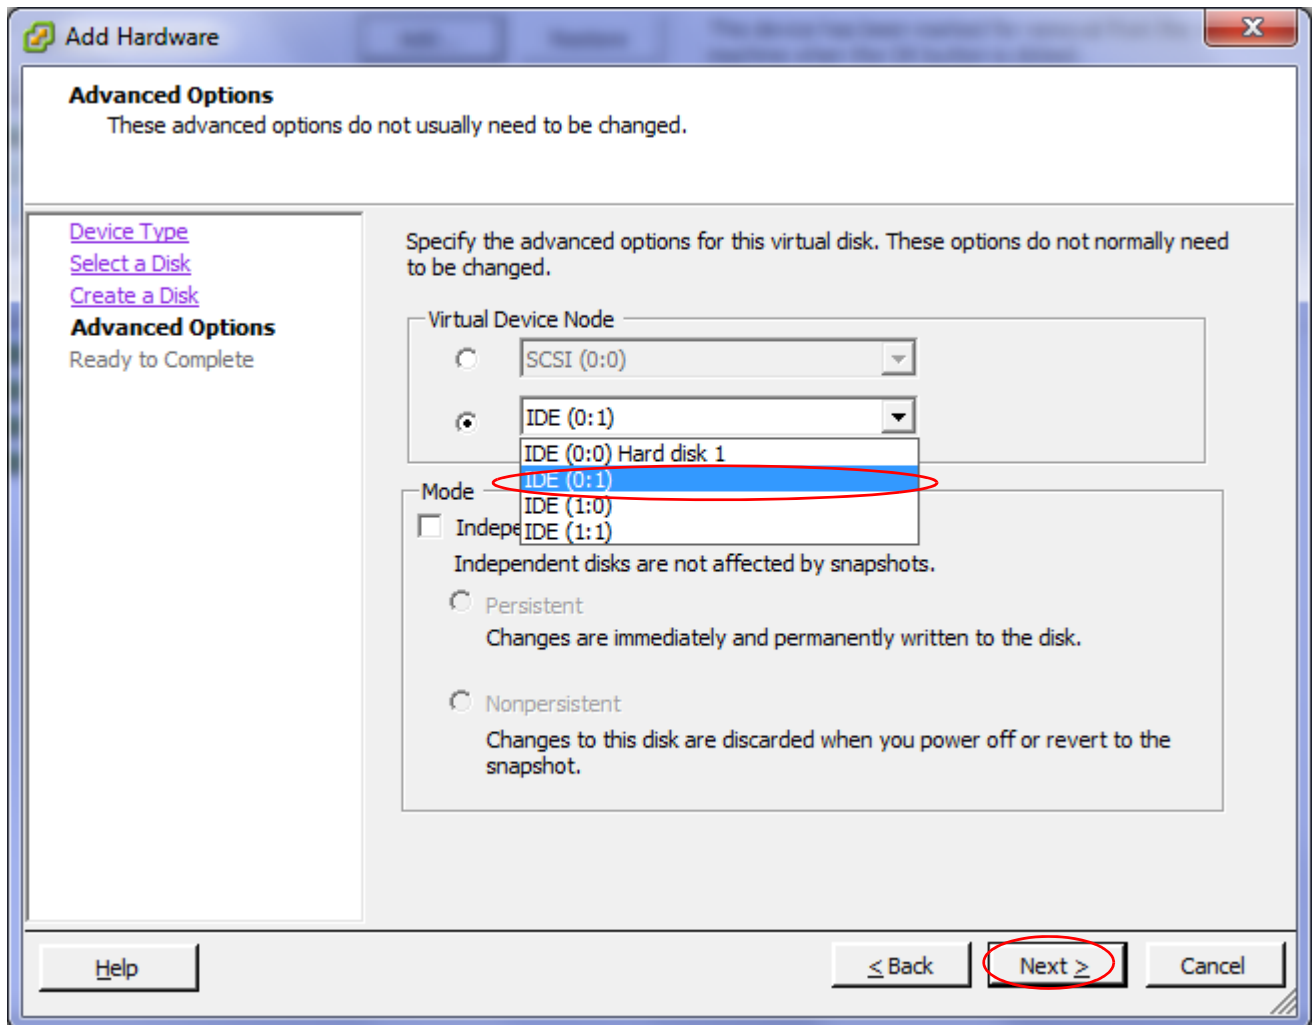 Add Hardware
Advanced Options
These advanced options do not usually need to be changed.
Device Type
Select a Disk
Create a Disk
Advanced Options
Ready to Complete
Specify the advanced options for this virtual disk. These options do not normally need
to be changed.
Virtual Device Node
SCSI (0:0)
IDE (0:1)
IDE (0:0) Hard disk 1
IDE (0:1)
IDE (1:0)
IDE (1:1)
Mode
Independent disks are not affected by snapshots.
Persistent
Changes are immediately and permanently written to the disk.
Nonpersistent
Changes to this disk are discarded when you power off or revert to the
snapshot.
Help
< Back
Next >
Cancel